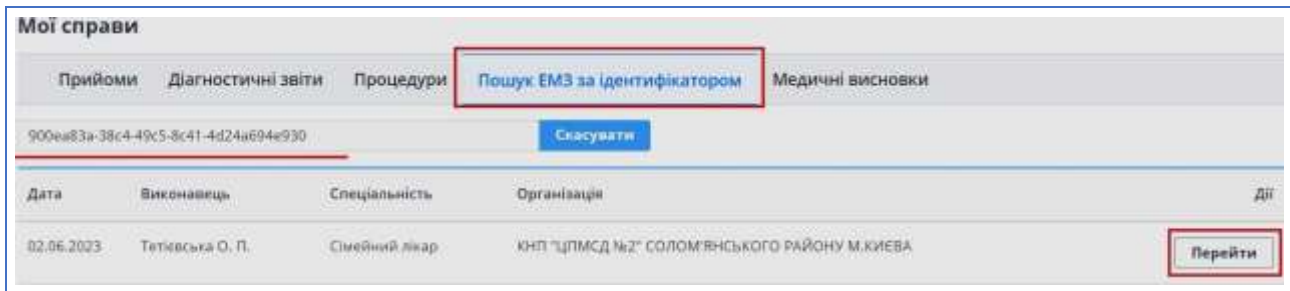 Мої справи
Прийоми Діагностичні звіти Процедури Пошук ЕМЗ за ідентифікатором Медичні висновки
900ea83a-38c4-49c5-8c41-4d24a694e930 Скасувати
Дата Виконавець Спеціальність Організація Дії
02.06.2023 Тетієвська О. П. Сімейний лікар КНП "ЦПМСД №2" СОЛОМ'ЯНСЬКОГО РАЙОНУ М.КИЄВА Перейти